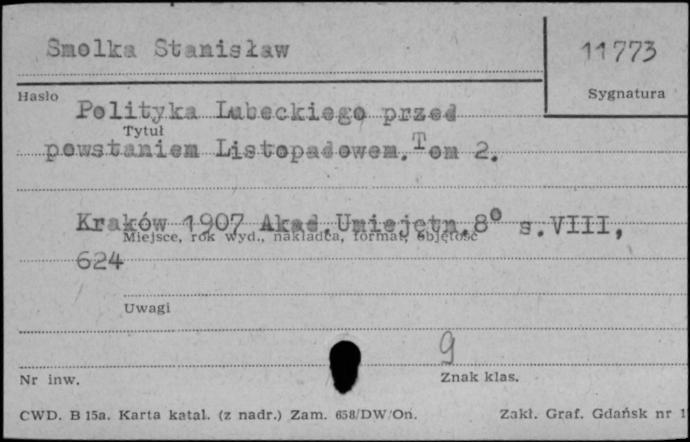 Smolka Stanisław
11773
Hasło
Sygnatura
Polityka Lubeckiego przed
Tytuł
powstaniem Listopadowem. Tom 2.
Kraków 1907 Akad. Umiejętn. 8° s. VIII,
Miejsce, rok wyd., nakładca, format, objętość
624
Uwagi
9
Nr inw.
Znak klas.
CWD. B 15a. Karta katal. (z nadr.) Zam. 658/DW/On. Zakł. Graf. Gdańsk nr 1